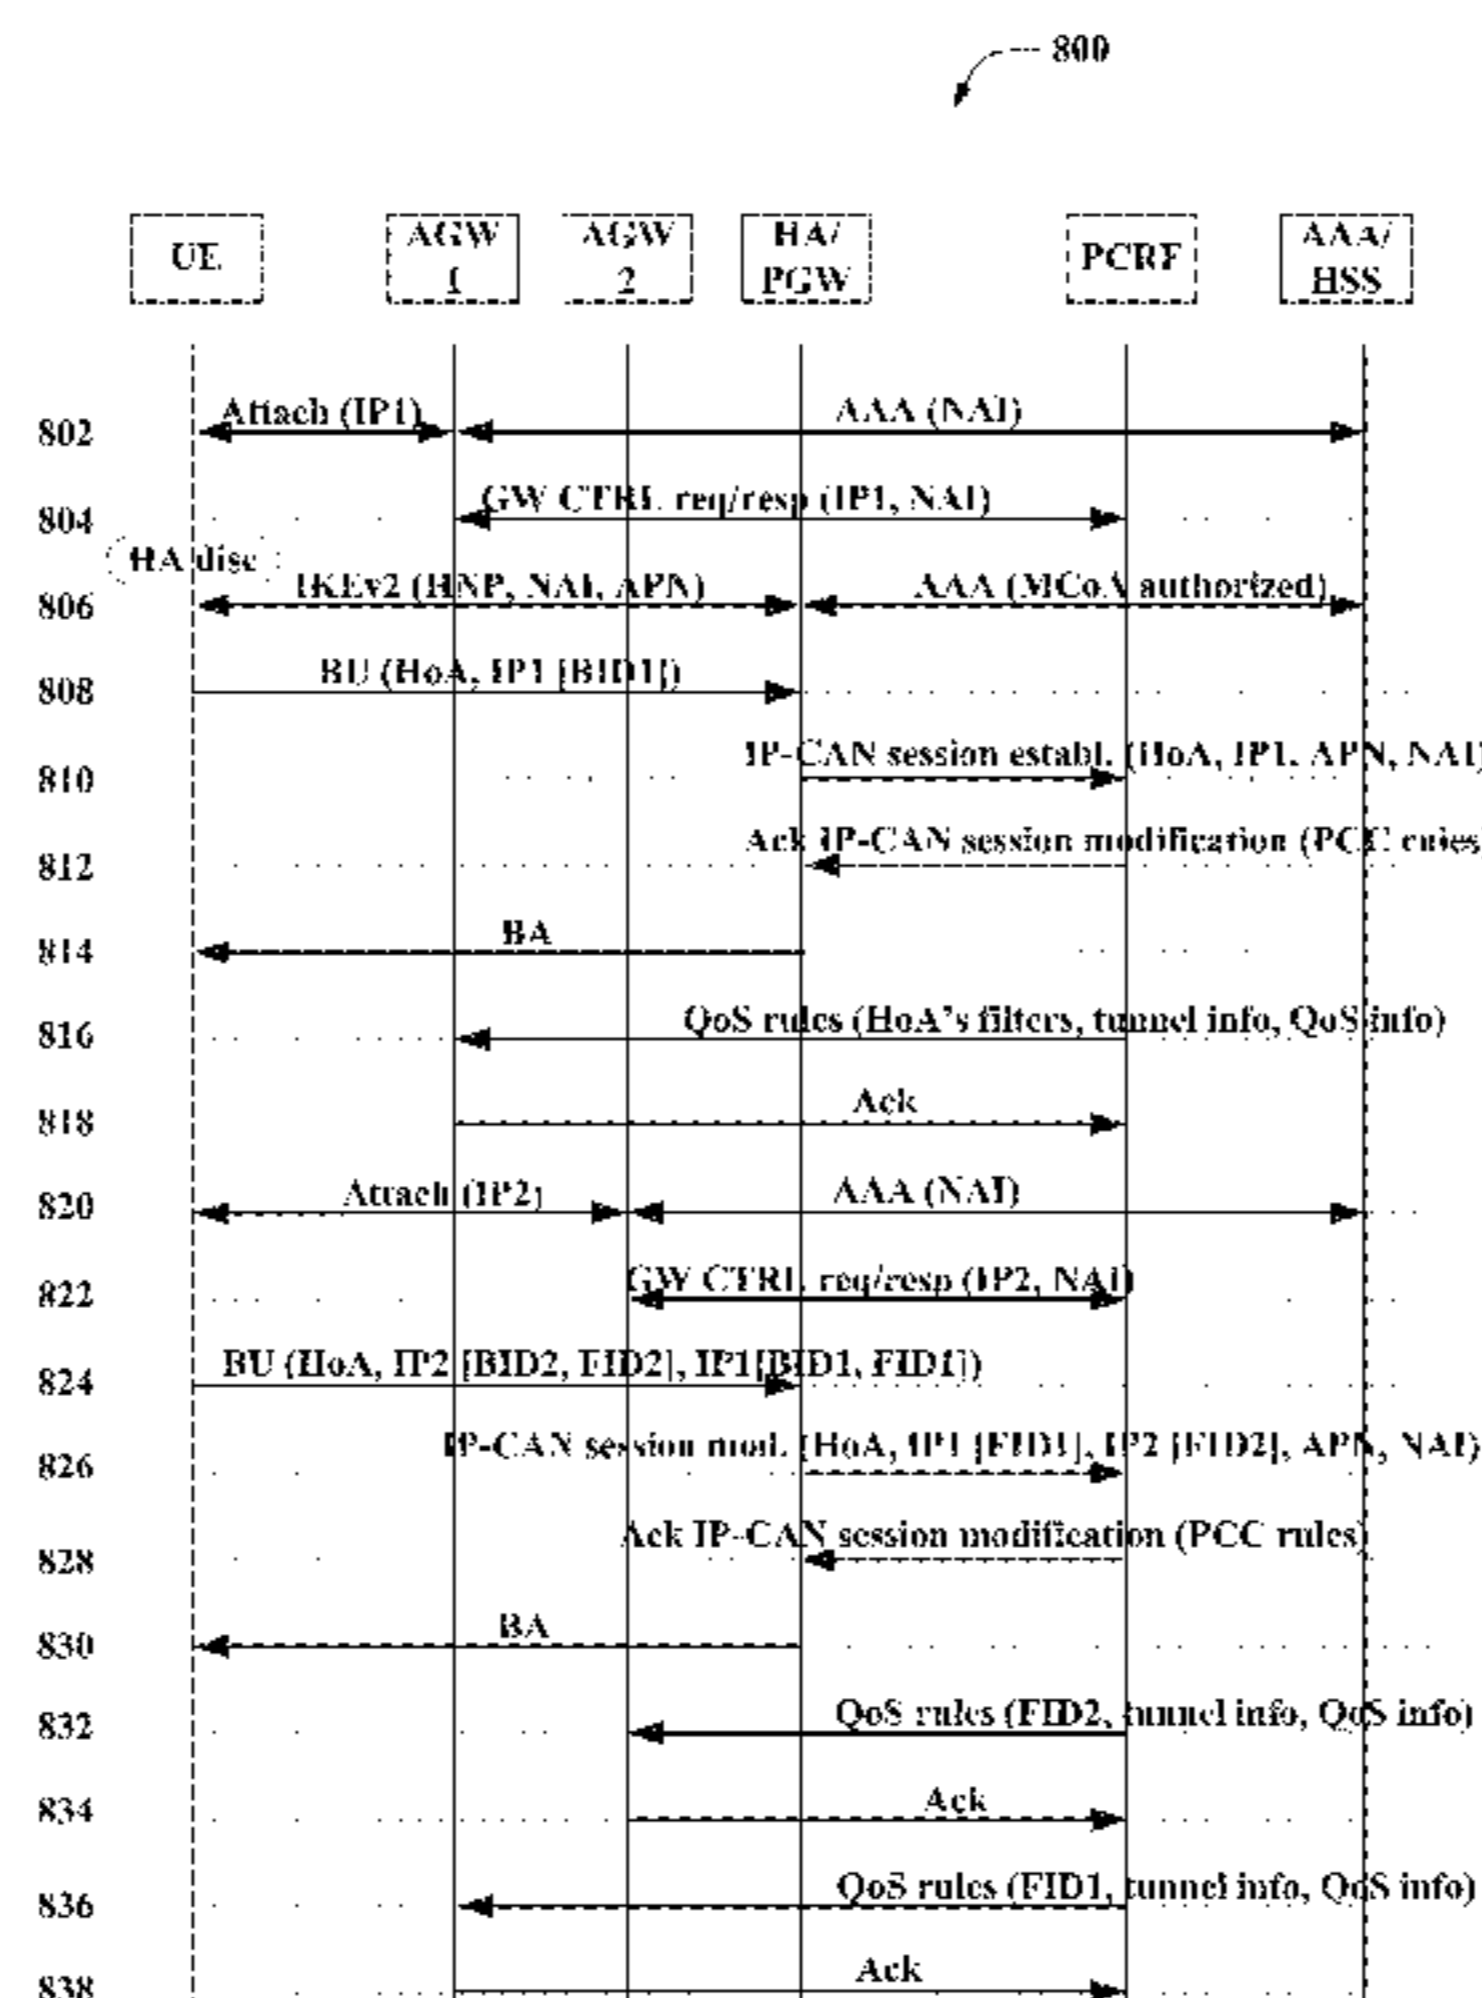 800
UE
AGW
1
AGW
2
HA/
PGW
PCRF
AAA/
HSS
802
Attach (IP1)
AAA (NAI)
804
GW CTRL req/resp (IP1, NAI)
HA disc
806
IKEv2 (HNP, NAI, APN)
AAA (MCoA authorized)
808
BU (HoA, IP1 [BID1])
810
IP-CAN session establ. (HoA, IP1, APN, NAI)
812
Ack IP-CAN session modification (PCC rules)
814
BA
816
QoS rules (HoA's filters, tunnel info, QoS info)
818
Ack
820
Attach (IP2)
AAA (NAI)
822
GW CTRL req/resp (IP2, NAI)
824
BU (HoA, IP2 [BID2, FID2], IP1[BID1, FID1])
826
IP-CAN session mod. (HoA, IP1 [FID1], IP2 [FID2], APN, NAI)
828
Ack IP-CAN session modification (PCC rules)
830
BA
832
QoS rules (FID2, tunnel info, QoS info)
834
Ack
836
QoS rules (FID1, tunnel info, QoS info)
838
Ack